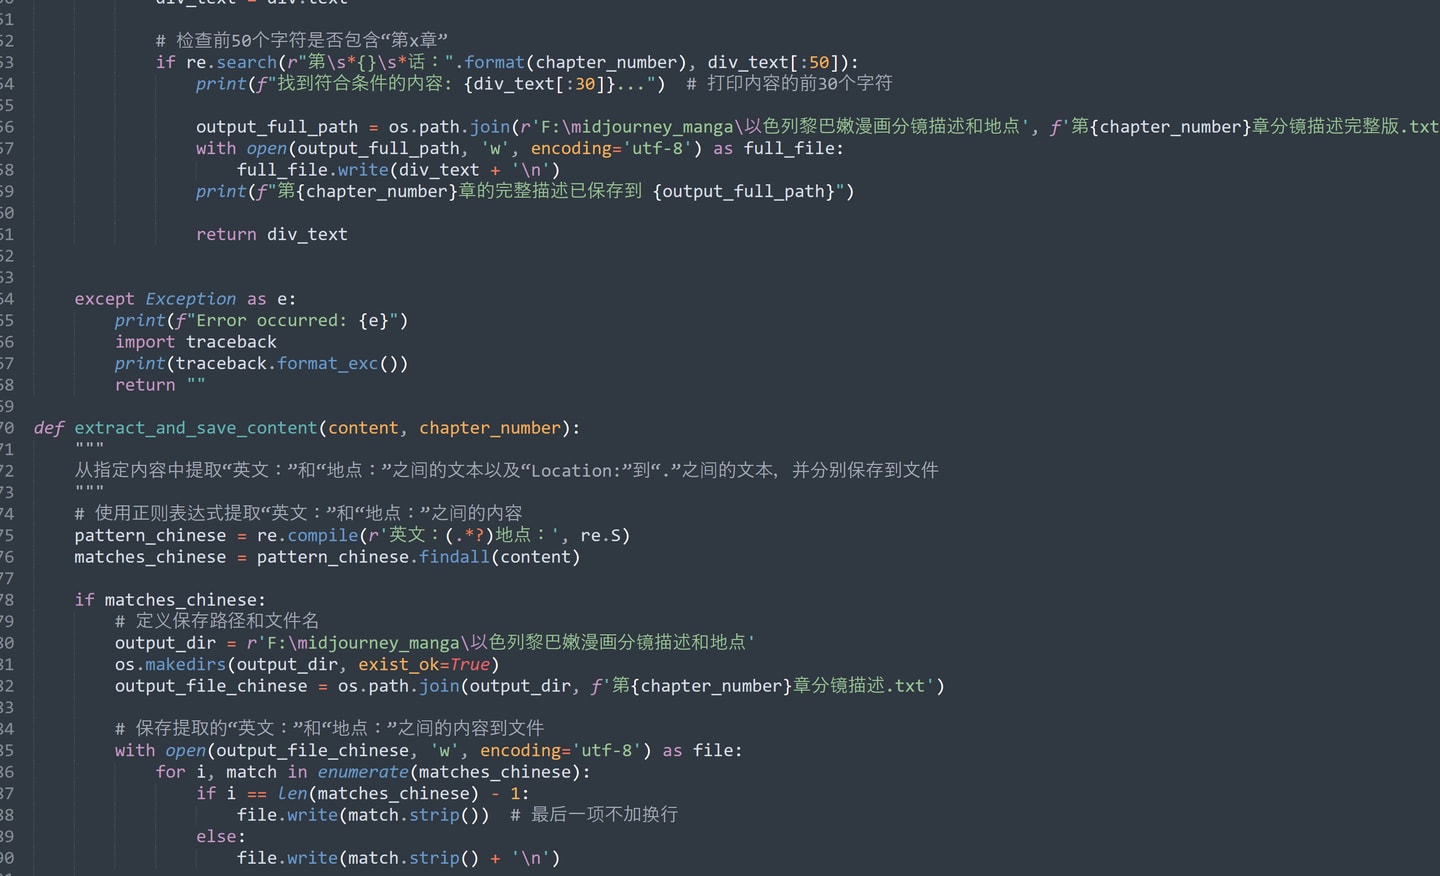 51
52 # 检查前50个字符是否包含“第x章”
53 if re.search(r"第\s*{}\s*话：".format(chapter_number), div_text[:50]):
54 print(f"找到符合条件的内容: {div_text[:30]}...")  # 打印内容的前30个字符
55
56 output_full_path = os.path.join(r'F:\midjourney_manga\以色列黎巴嫩漫画分镜描述和地点', f'第{chapter_number}章分镜描述完整版.txt
57 with open(output_full_path, 'w', encoding='utf-8') as full_file:
58 full_file.write(div_text + '\n')
59 print(f"第{chapter_number}章的完整描述已保存到 {output_full_path}")
60
61 return div_text
62
63
64 except Exception as e:
65 print(f"Error occurred: {e}")
66 import traceback
67 print(traceback.format_exc())
68 return ""
69
70 def extract_and_save_content(content, chapter_number):
71 """
72 从指定内容中提取“英文：”和“地点：”之间的文本以及“Location:”到“.”之间的文本，并分别保存到文件
73 """
74 # 使用正则表达式提取“英文：”和“地点：”之间的内容
75 pattern_chinese = re.compile(r'英文：(.*?)地点：', re.S)
76 matches_chinese = pattern_chinese.findall(content)
77
78 if matches_chinese:
79 # 定义保存路径和文件名
80 output_dir = r'F:\midjourney_manga\以色列黎巴嫩漫画分镜描述和地点'
81 os.makedirs(output_dir, exist_ok=True)
82 output_file_chinese = os.path.join(output_dir, f'第{chapter_number}章分镜描述.txt')
83
84 # 保存提取的“英文：”和“地点：”之间的内容到文件
85 with open(output_file_chinese, 'w', encoding='utf-8') as file:
86 for i, match in enumerate(matches_chinese):
87 if i == len(matches_chinese) - 1:
88 file.write(match.strip())  # 最后一项不加换行
89 else:
90 file.write(match.strip() + '\n')